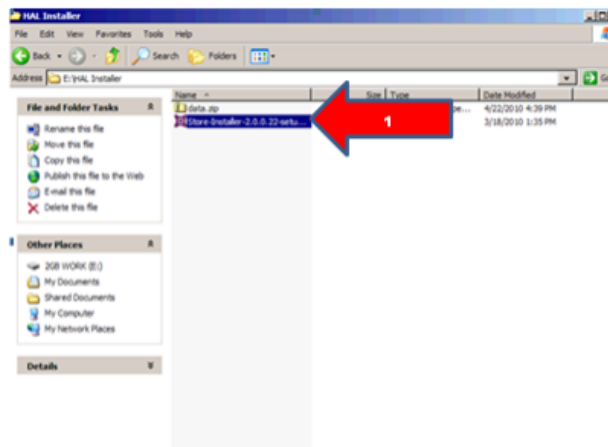 HAL Installer
File Edit View Favorites Tools Help
Back Search Folders
Address E:\HAL Installer
Name Size Type Date Modified
File and Folder Tasks
data.zip 4/22/2010 4:39 PM
Store-Installer-2.0.0.22-setu... 3/18/2010 1:35 PM
1
Rename this file
Move this file
Copy this file
Publish this file to the Web
E-mail this file
Delete this file
Other Places
2GB WORK (E:)
My Documents
Shared Documents
My Computer
My Network Places
Details